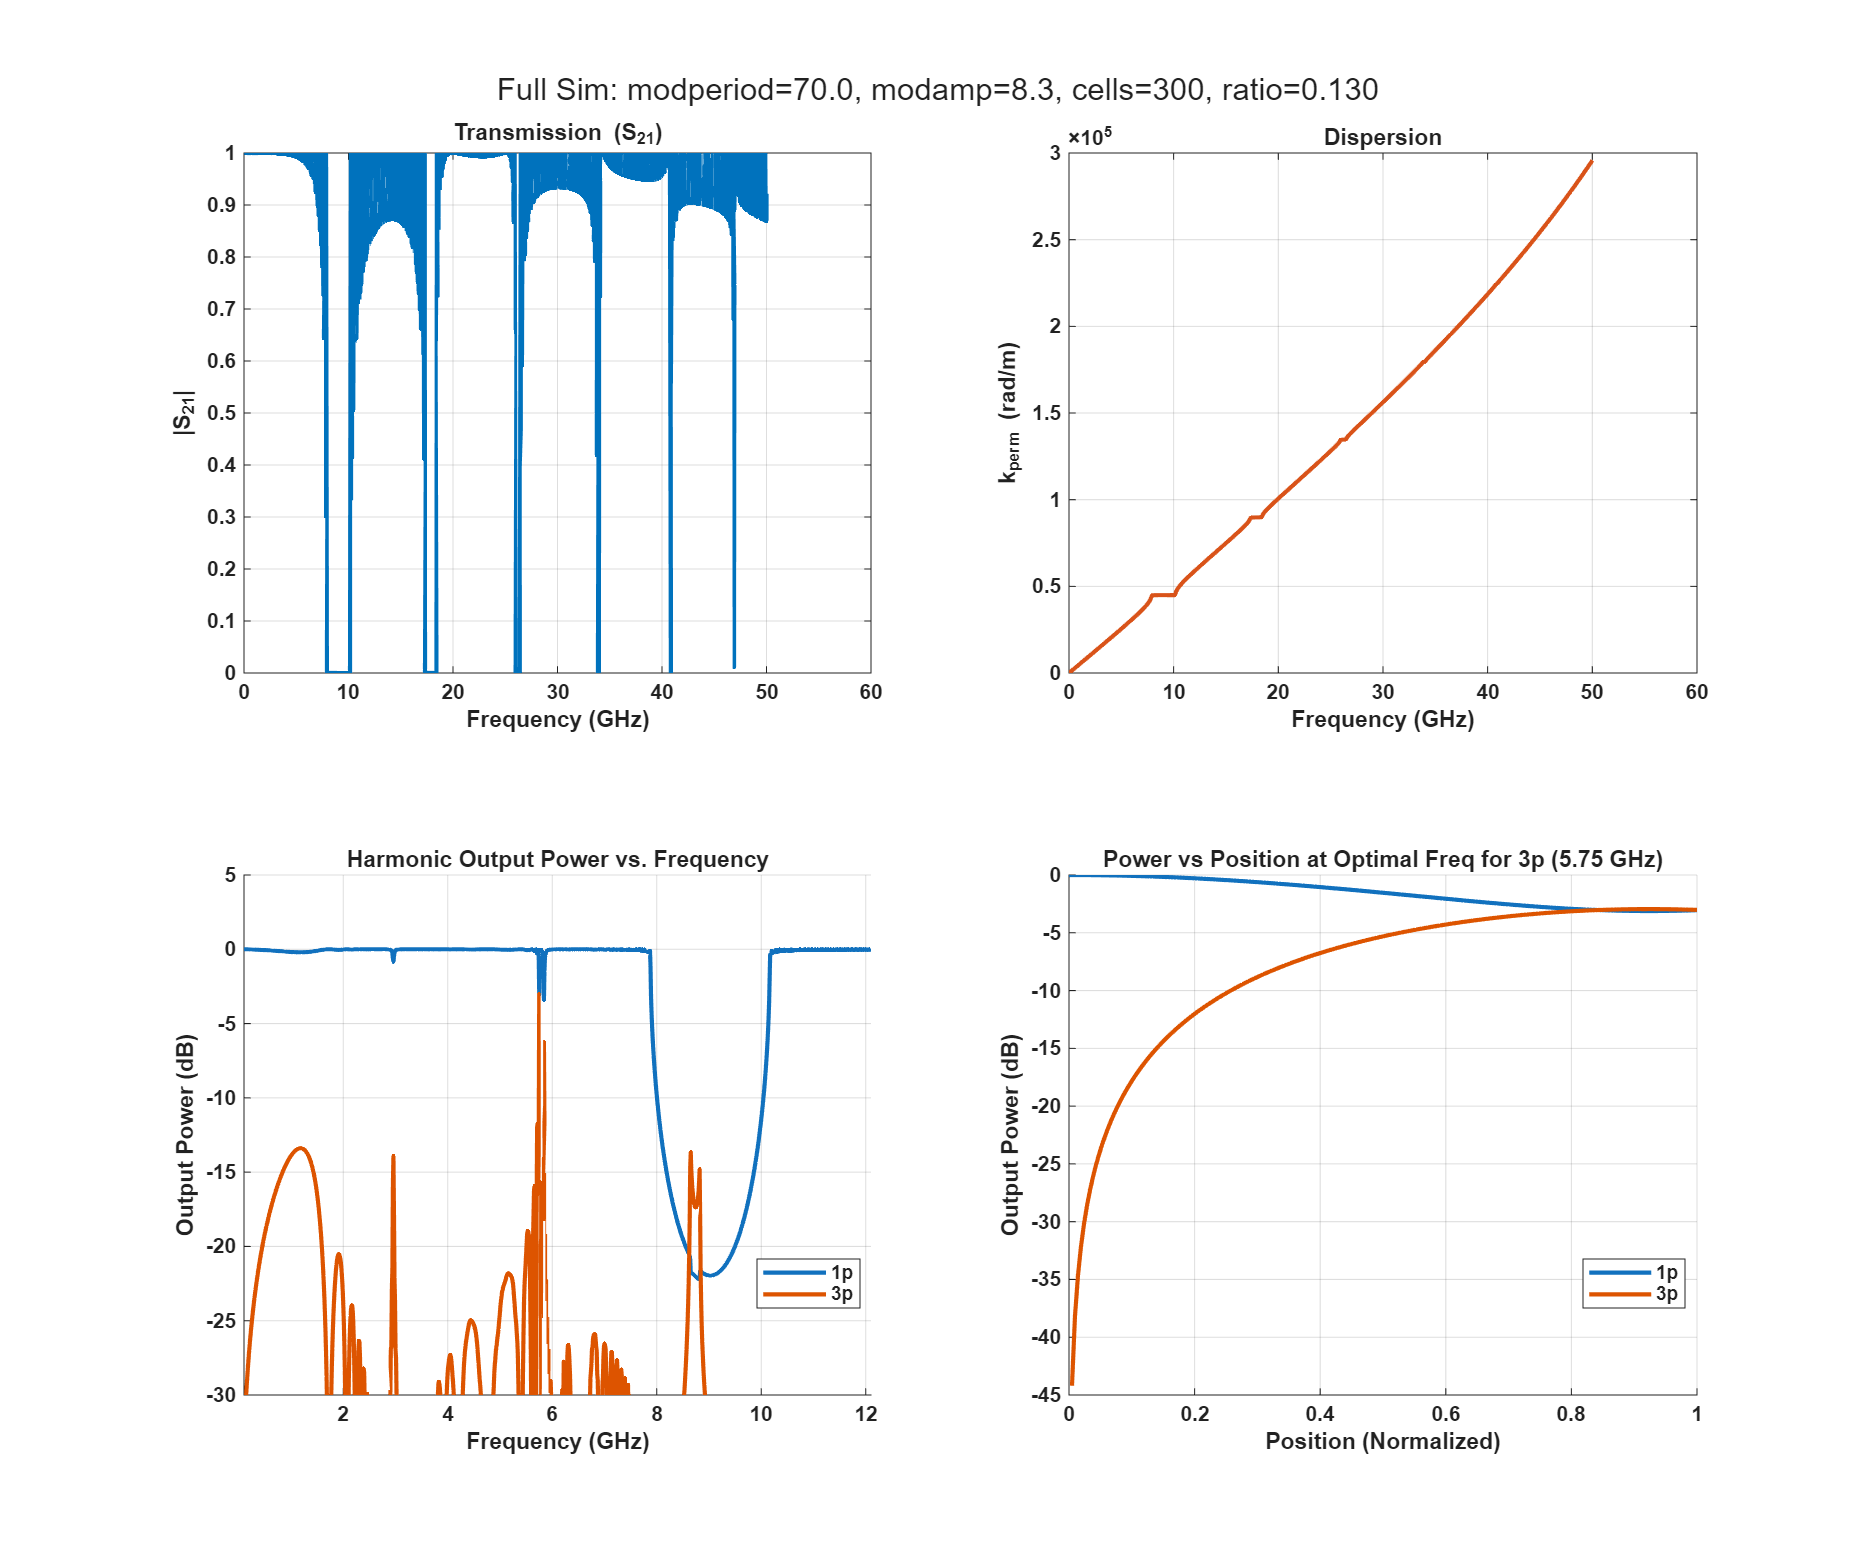 Full Sim: modperiod=70.0, modamp=8.3, cells=300, ratio=0.130
Transmission (S21)
1
0.9
0.8
0.7
0.6
0.5
0.4
0.3
0.2
0.1
0
|S21|
0 10 20 30 40 50 60
Frequency (GHz)
×10^5
Dispersion
3
2.5
2
1.5
1
0.5
0
kperm (rad/m)
0 10 20 30 40 50 60
Frequency (GHz)
Harmonic Output Power vs. Frequency
5
0
-5
-10
-15
-20
-25
-30
Output Power (dB)
1p
3p
2 4 6 8 10 12
Frequency (GHz)
Power vs Position at Optimal Freq for 3p (5.75 GHz)
0
-5
-10
-15
-20
-25
-30
-35
-40
-45
Output Power (dB)
1p
3p
0 0.2 0.4 0.6 0.8 1
Position (Normalized)